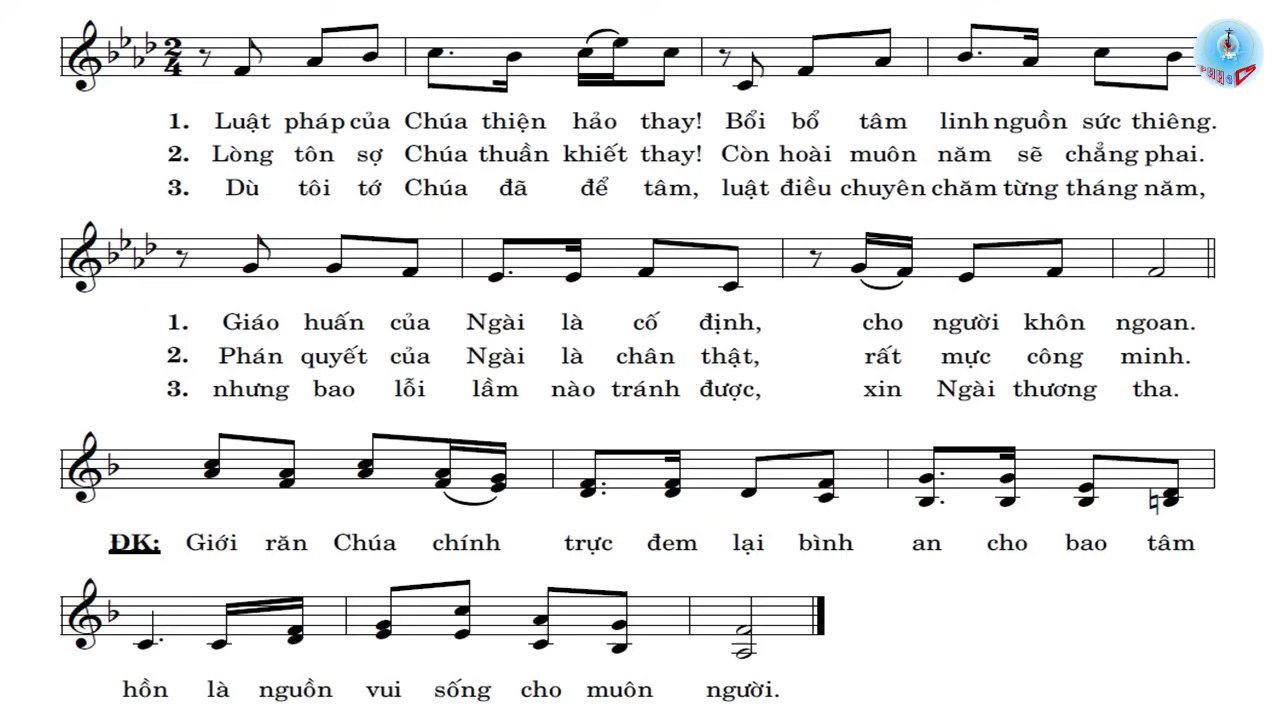 1. Luật pháp của Chúa thiện hảo thay! Bổi bổ tâm linh nguồn sức thiêng.
2. Lòng tôn sợ Chúa thuần khiết thay! Còn hoài muôn năm sẽ chẳng phai.
3. Dù tôi tớ Chúa đã để tâm, luật điều chuyên chăm từng tháng năm,
1. Giáo huấn của Ngài là cố định, cho người khôn ngoan.
2. Phán quyết của Ngài là chân thật, rất mực công minh.
3. nhưng bao lỗi lầm nào tránh được, xin Ngài thương tha.
ĐK: Giới răn Chúa chính trực đem lại bình an cho bao tâm
hồn là nguồn vui sống cho muôn người.